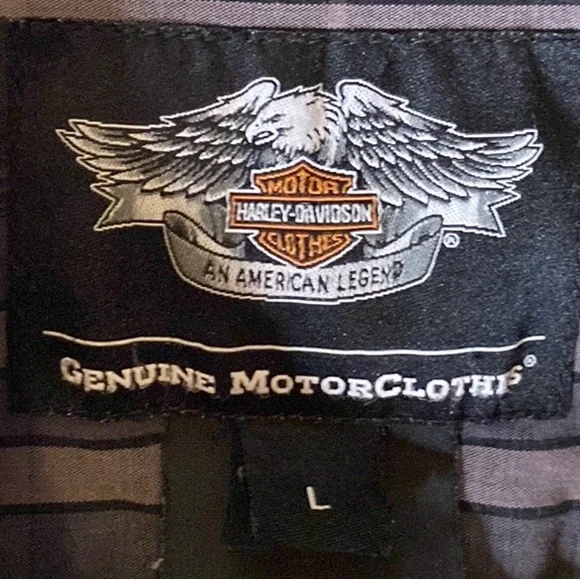 MOTOR
HARLEY-DAVIDSON
CLOTHES
AN AMERICAN LEGEND
®
GENUINE MOTORCLOTHES®
L